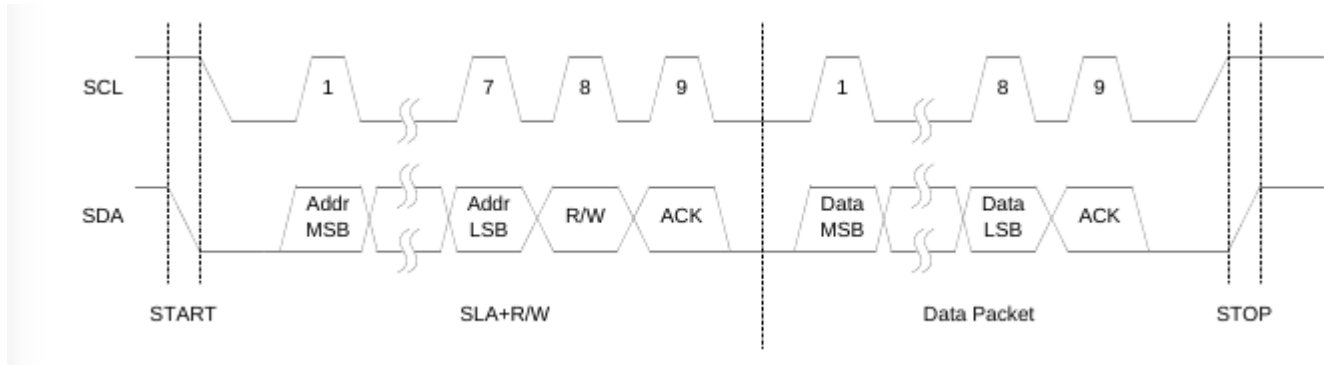 SCL
1
7
8
9
1
8
9
SDA
Addr
MSB
Addr
LSB
R/W
ACK
Data
MSB
Data
LSB
ACK
START
SLA+R/W
Data Packet
STOP